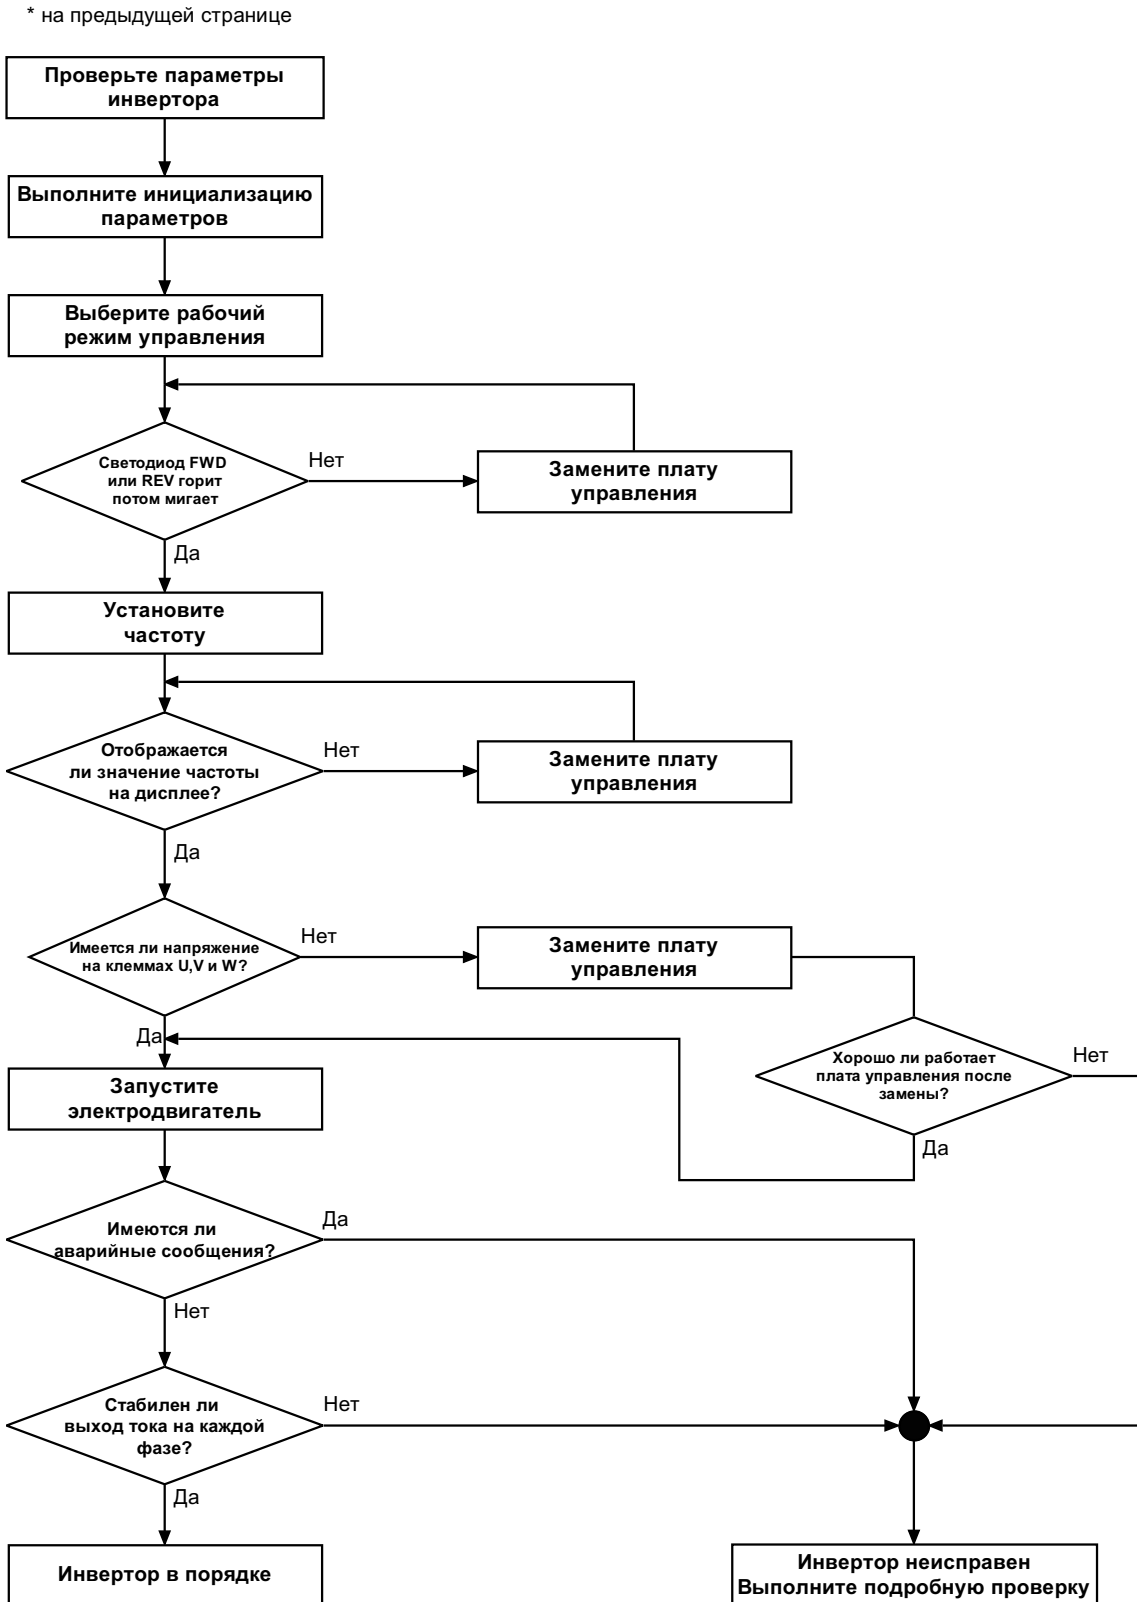 * на предыдущей странице
Проверьте параметры
инвертора
Выполните инициализацию
параметров
Выберите рабочий
режим управления
Светодиод FWD
или REV горит
потом мигает
Нет
Замените плату
управления
Да
Установите
частоту
Отображается
ли значение частоты
на дисплее?
Нет
Замените плату
управления
Да
Имеется ли напряжение
на клеммах U,V и W?
Нет
Замените плату
управления
Да
Хорошо ли работает
плата управления после
замены?
Нет
Да
Запустите
электродвигатель
Имеются ли
аварийные сообщения?
Да
Нет
Стабилен ли
выход тока на каждой
фазе?
Нет
Да
Инвертор в порядке
Инвертор неисправен
Выполните подробную проверку